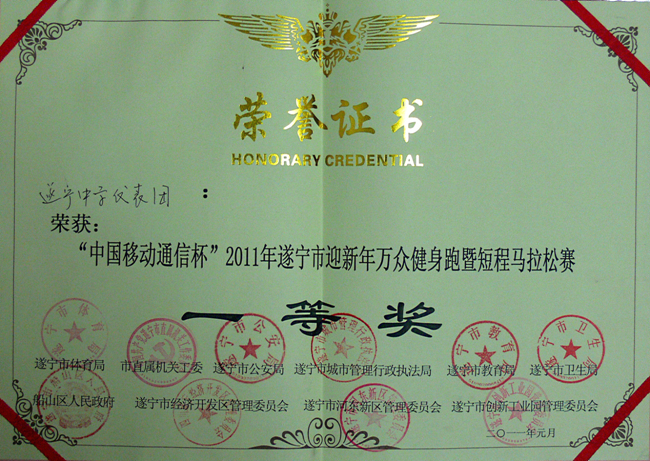 荣誉证书
HONORARY CREDENTIAL
遂宁中学代表团：
荣获：
“中国移动通信杯”2011年遂宁市迎新年万众健身跑暨短程马拉松赛
一等奖
遂宁市体育局 市直属机关工委 遂宁市公安局 遂宁市城市管理行政执法局 遂宁市教育局 遂宁市卫生局
船山区人民政府 遂宁市经济开发区管理委员会 遂宁市河东新区管理委员会 遂宁市创新工业园管理委员会
二〇一一年元月